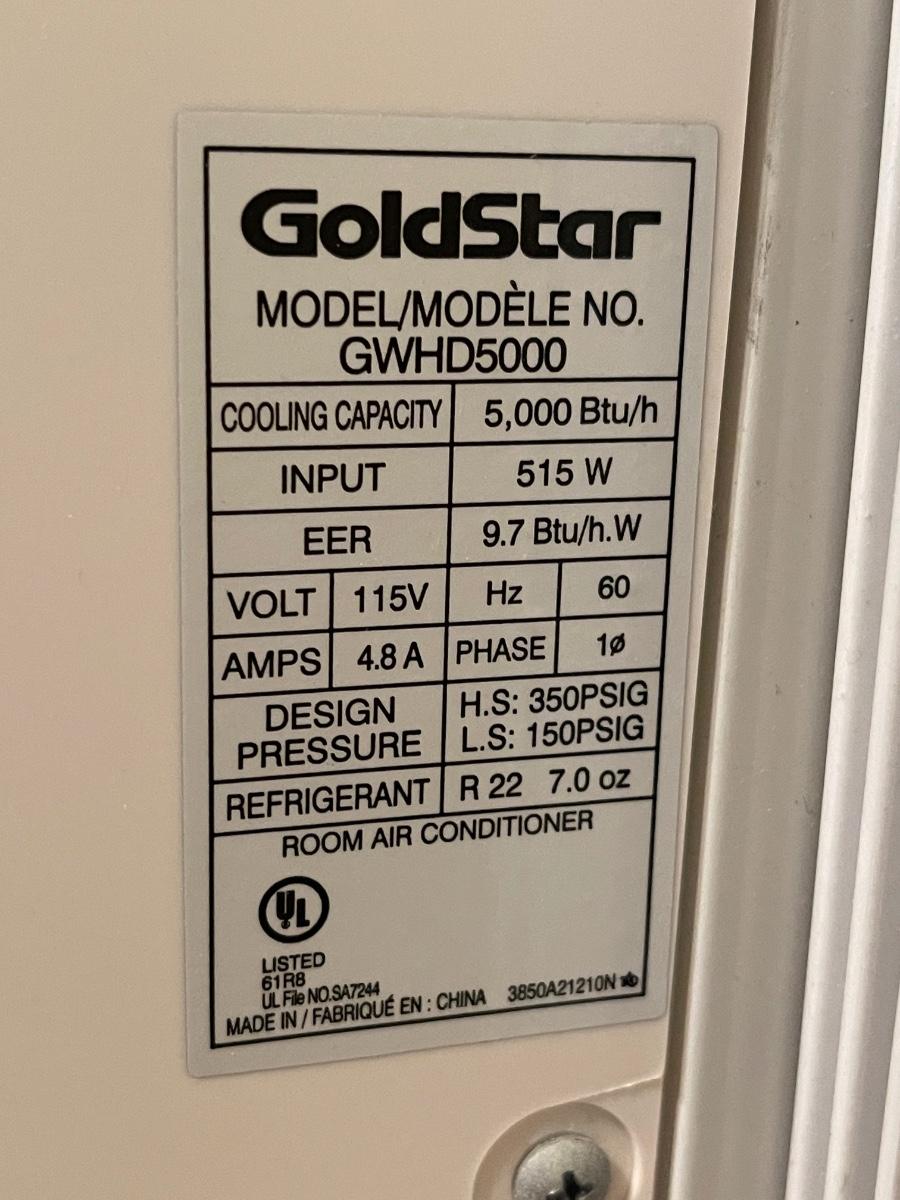 GoldStar
MODEL/MODÈLE NO.
GWHD5000
COOLING CAPACITY 5,000 Btu/h
INPUT 515 W
EER 9.7 Btu/h.W
VOLT 115V Hz 60
AMPS 4.8 A PHASE 1ø
DESIGN PRESSURE H.S: 350PSIG
L.S: 150PSIG
REFRIGERANT R 22 7.0 oz
ROOM AIR CONDITIONER
UL
LISTED
61R8
UL File NO.SA7244
MADE IN / FABRIQUÉ EN : CHINA 3850A21210N